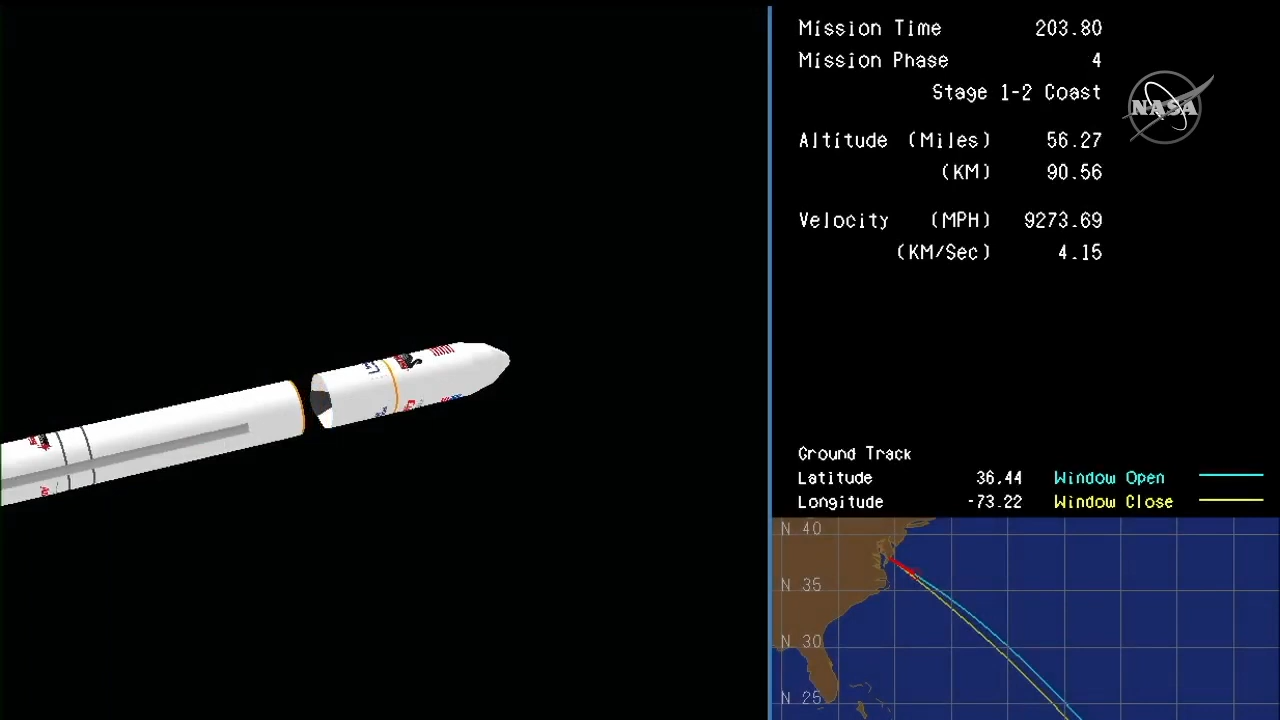 Mission Time 203.80
Mission Phase 4
Stage 1-2 Coast
NASA
Altitude (Miles) 56.27
(KM) 90.56
Velocity (MPH) 9273.69
(KM/Sec) 4.15
Ground Track
Latitude 36.44 Window Open
Longitude -73.22 Window Close
N 40
N 35
N 30
N 25